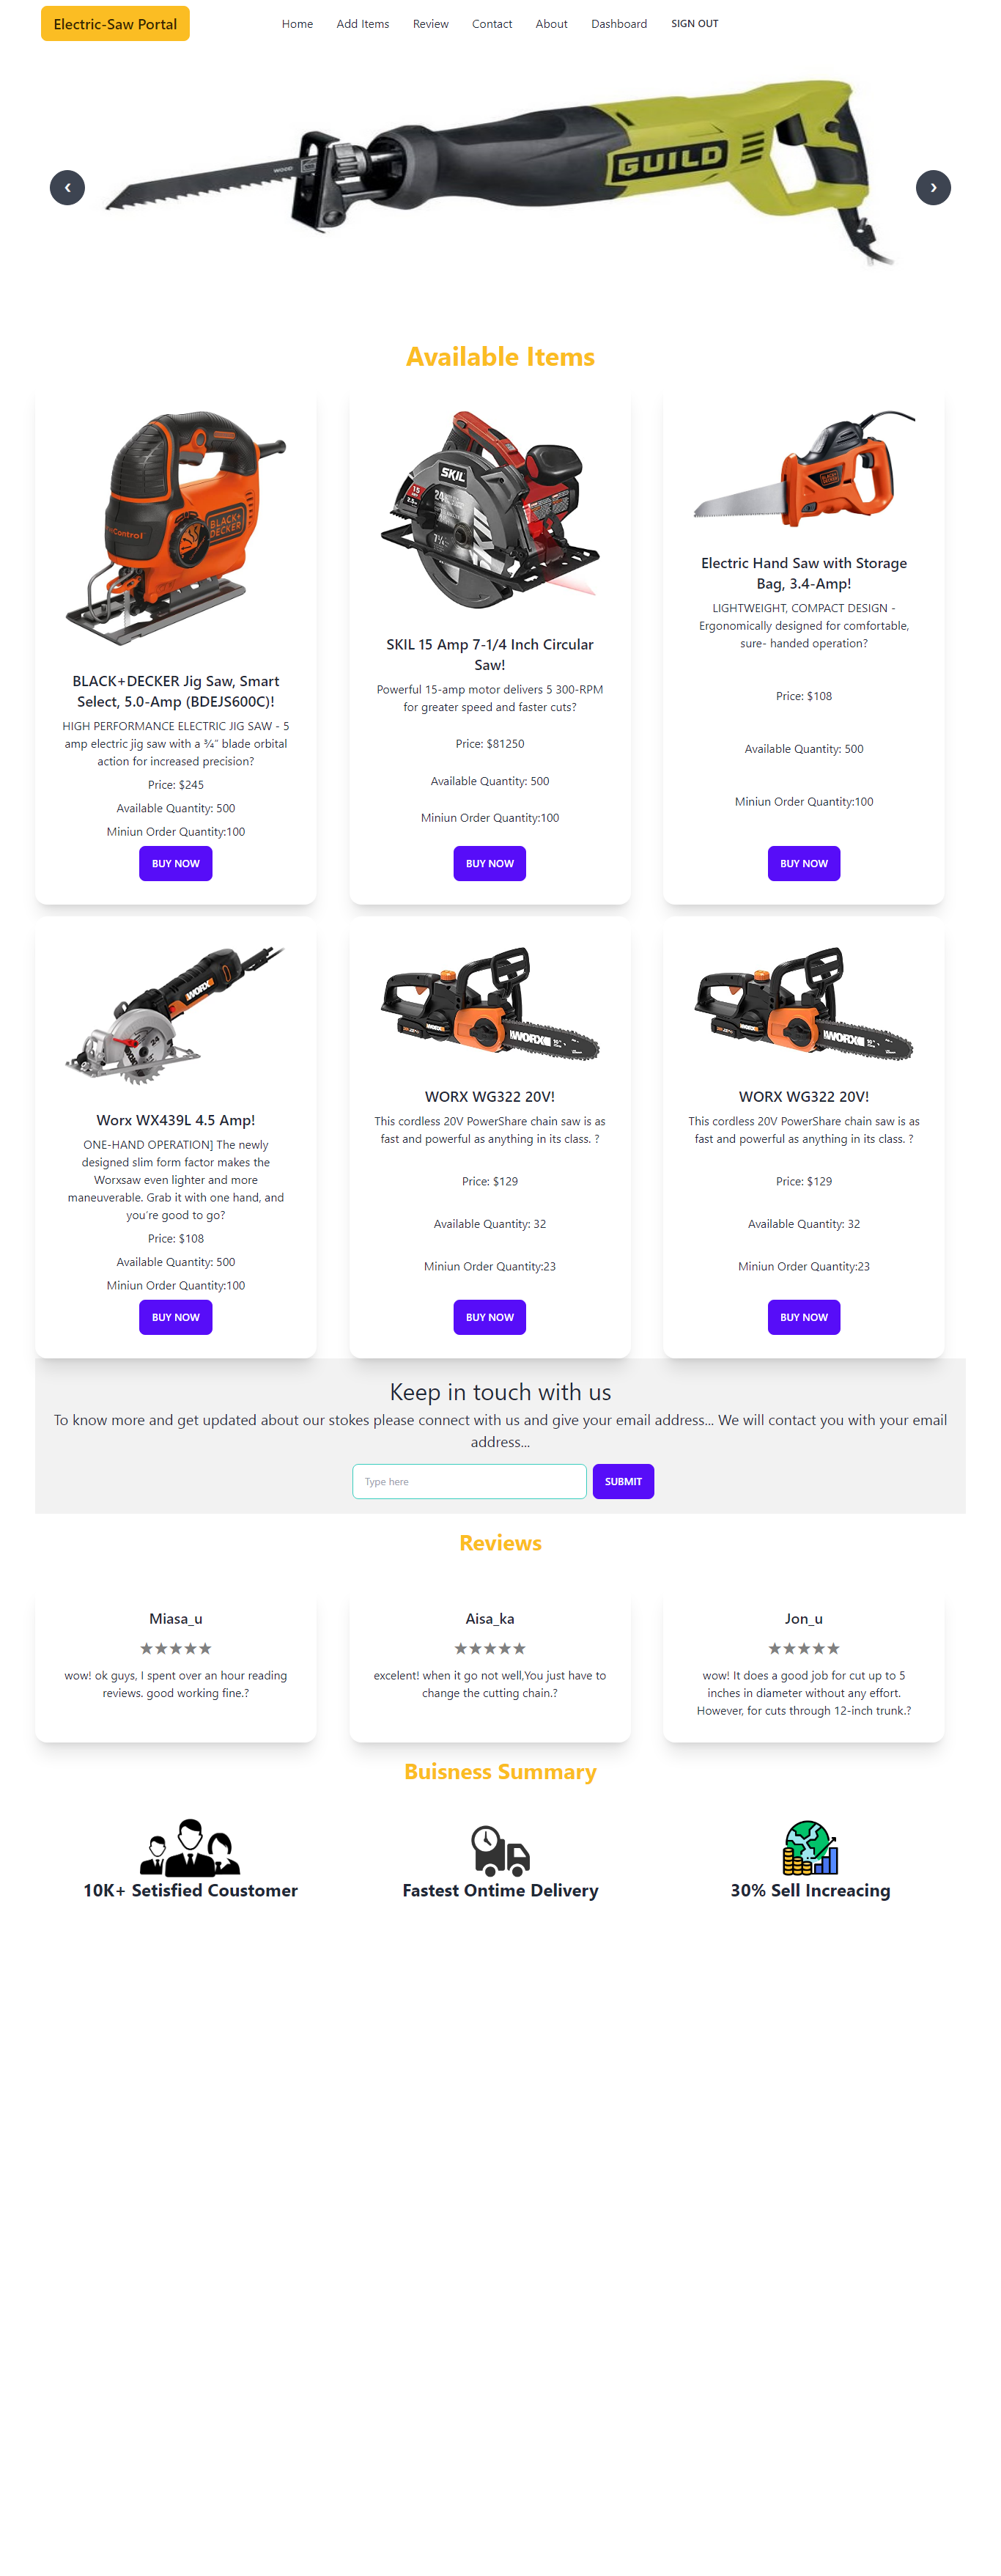 Electric-Saw Portal
Home Add Items Review Contact About Dashboard SIGN OUT
WOOD
GUILD
‹ ›
Available Items
BLACK+
DECKER
BLACK+DECKER Jig Saw, Smart
Select, 5.0-Amp (BDEJS600C)!
HIGH PERFORMANCE ELECTRIC JIG SAW - 5
amp electric jig saw with a ¾” blade orbital
action for increased precision?
Price: $245
Available Quantity: 500
Miniun Order Quantity:100
BUY NOW
SKIL
15
24
7¼
SKIL 15 Amp 7-1/4 Inch Circular
Saw!
Powerful 15-amp motor delivers 5 300-RPM
for greater speed and faster cuts?
Price: $81250
Available Quantity: 500
Miniun Order Quantity:100
BUY NOW
Electric Hand Saw with Storage
Bag, 3.4-Amp!
LIGHTWEIGHT, COMPACT DESIGN -
Ergonomically designed for comfortable,
sure- handed operation?
Price: $108
Available Quantity: 500
Miniun Order Quantity:100
BUY NOW
WORX
24
Worx WX439L 4.5 Amp!
ONE-HAND OPERATION] The newly
designed slim form factor makes the
Worxsaw even lighter and more
maneuverable. Grab it with one hand, and
you’re good to go?
Price: $108
Available Quantity: 500
Miniun Order Quantity:100
BUY NOW
WORX
WORX
WORX WG322 20V!
This cordless 20V PowerShare chain saw is as
fast and powerful as anything in its class. ?
Price: $129
Available Quantity: 32
Miniun Order Quantity:23
BUY NOW
WORX
WORX
WORX WG322 20V!
This cordless 20V PowerShare chain saw is as
fast and powerful as anything in its class. ?
Price: $129
Available Quantity: 32
Miniun Order Quantity:23
BUY NOW
Keep in touch with us
To know more and get updated about our stokes please connect with us and give your email address... We will contact you with your email
address...
Type here
SUBMIT
Reviews
Miasa_u
wow! ok guys, I spent over an hour reading
reviews. good working fine.?
Aisa_ka
excelent! when it go not well,You just have to
change the cutting chain.?
Jon_u
wow! It does a good job for cut up to 5
inches in diameter without any effort.
However, for cuts through 12-inch trunk.?
Buisness Summary
10K+ Setisfied Coustomer
Fastest Ontime Delivery
30% Sell Increacing